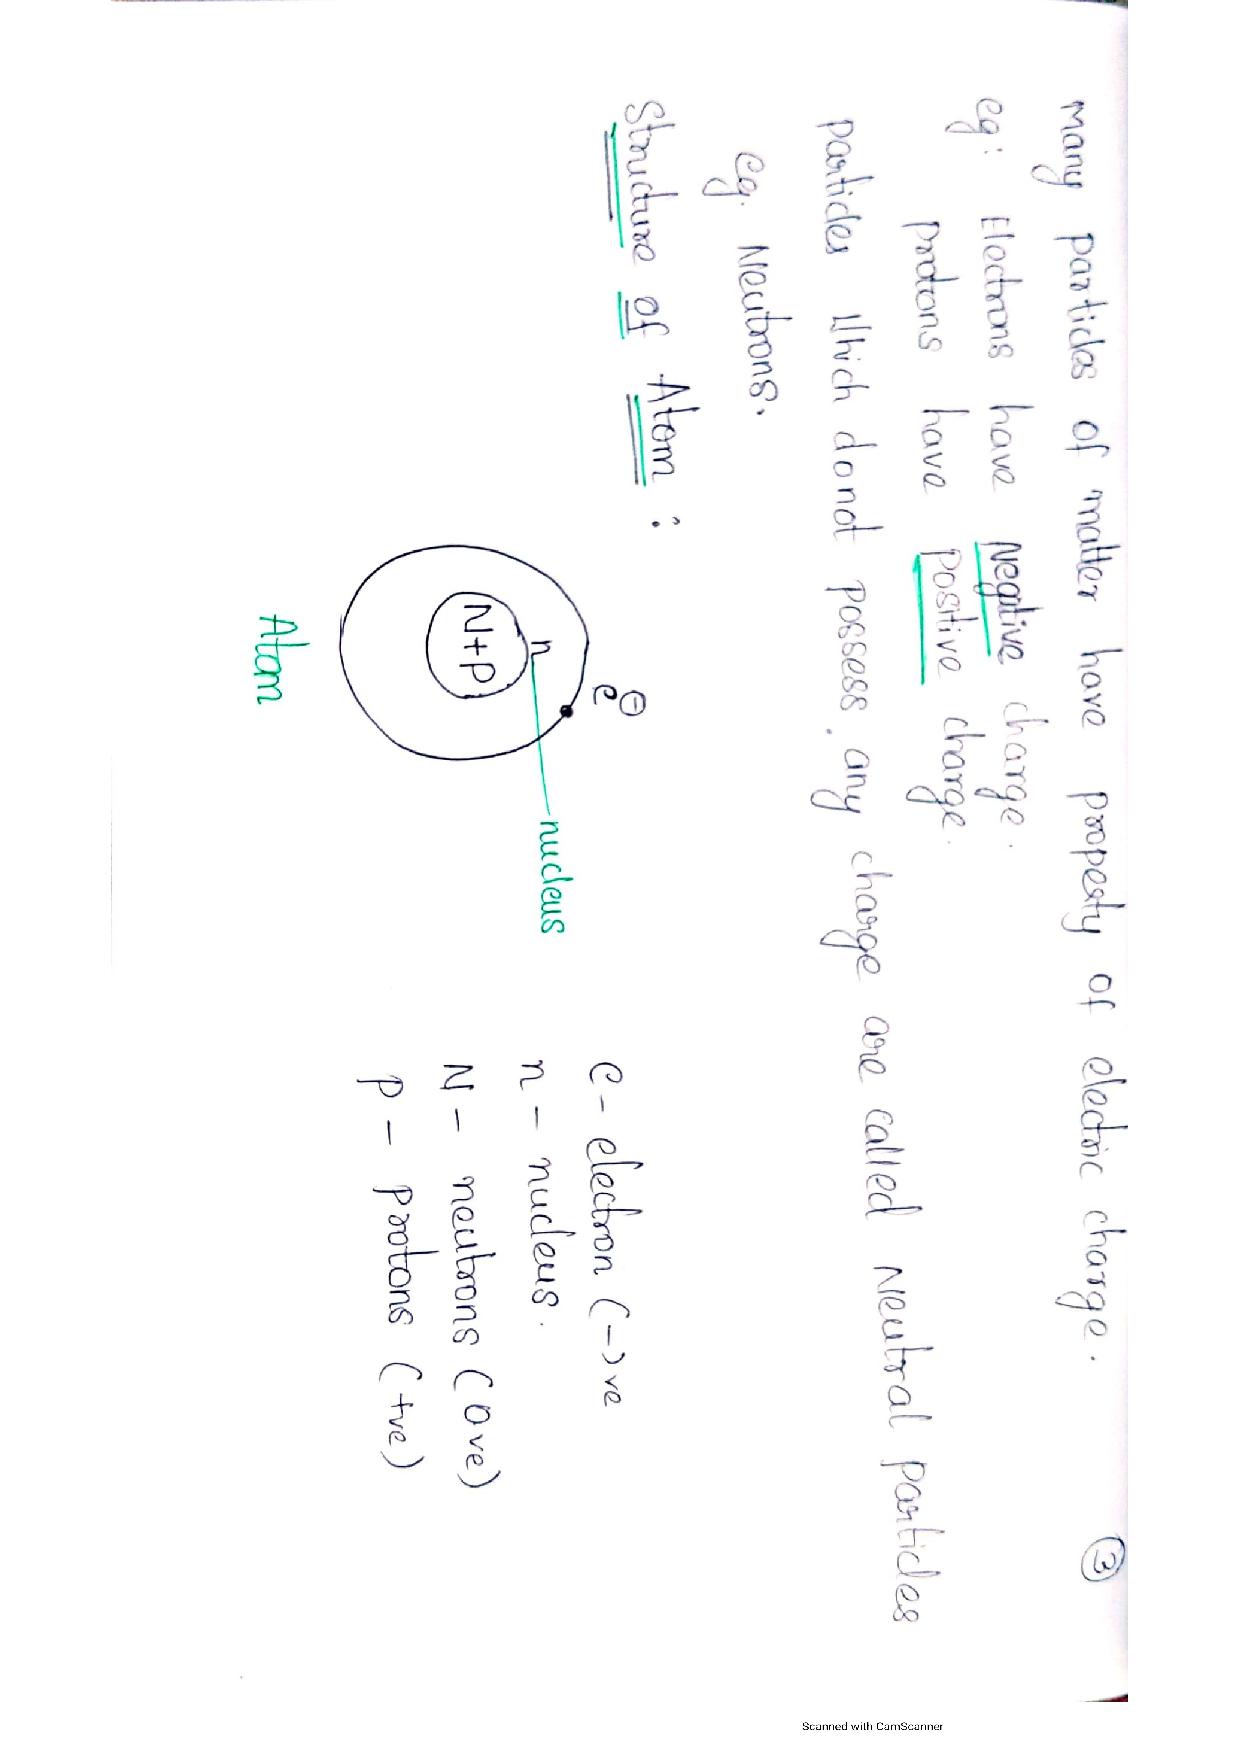 Many particles of matter have property of electric charge. 3
eg: Electrons have Negative charge.
protons have positive charge.
particles Which do not possess any charge are called Neutral particles
eg. Neutrons.
Structure of Atom :
e⊖
n
nucleus
N+P
Atom
e - electron (-)ve
n - nucleus.
N - neutrons (0ve)
P - protons (+ve)
Scanned with CamScanner